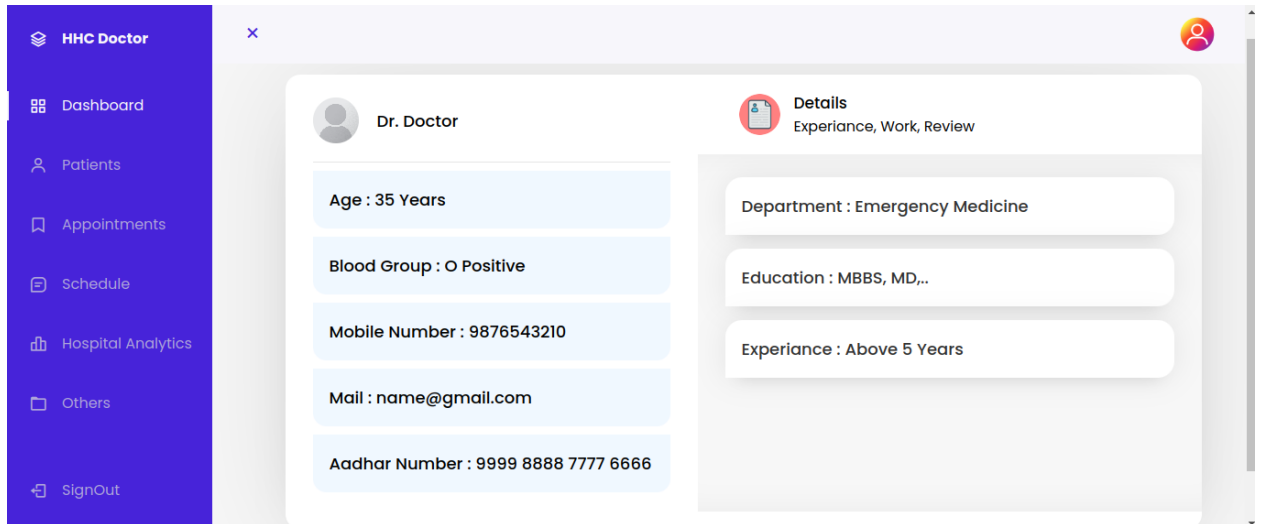 HHC Doctor
Dashboard
Patients
Appointments
Schedule
Hospital Analytics
Others
SignOut
Dr. Doctor
Age : 35 Years
Blood Group : O Positive
Mobile Number : 9876543210
Mail : name@gmail.com
Aadhar Number : 9999 8888 7777 6666
Details
Experiance, Work, Review
Department : Emergency Medicine
Education : MBBS, MD,..
Experiance : Above 5 Years